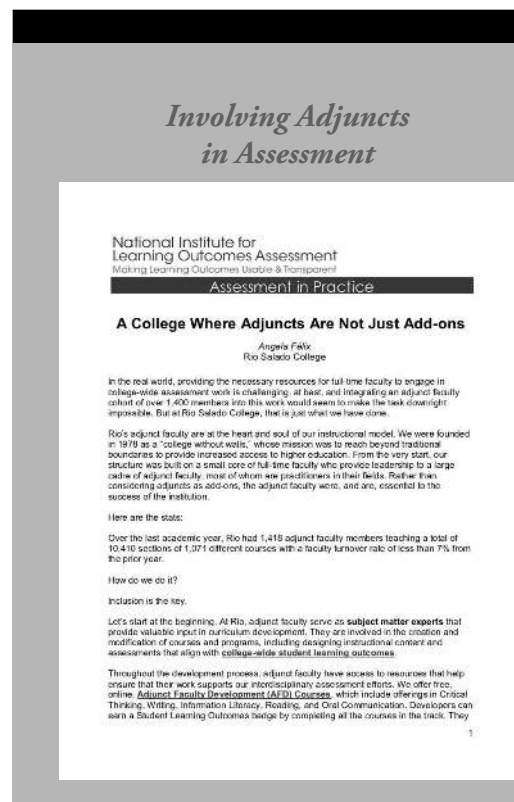 Involving Adjuncts
in Assessment
National Institute for
Learning Outcomes Assessment
Making Learning Outcomes Usable & Transparent
Assessment in Practice
A College Where Adjuncts Are Not Just Add-ons
Angela Felix
Rio Salado College
In the real world, providing the necessary resources for full-time faculty to engage in
college-wide assessment work is challenging, at best, and integrating an adjunct faculty
cohort of over 1,400 members into this work would seem to make the task downright
impossible. But at Rio Salado College, that is just what we have done.
Rio's adjunct faculty are at the heart and soul of our instructional model. We were founded
in 1978 as a "college without walls," whose mission was to reach beyond traditional
boundaries to provide increased access to higher education. From the very start, our
structure was built on a small core of full-time faculty who provide leadership to a large
cadre of adjunct faculty, most of whom are practitioners in their fields. Rather than
considering adjuncts as add-ons, the adjunct faculty were, and are, essential to the
success of the institution.
Here are the stats:
Over the last academic year, Rio had 1,418 adjunct faculty members teaching a total of
10,410 sections of 1,071 different courses with a faculty turnover rate of less than 7% from
the prior year.
How do we do it?
Inclusion is the key.
Let's start at the beginning. At Rio, adjunct faculty serve as subject matter experts that
provide valuable input in curriculum development. They are involved in the creation and
modification of courses and programs, including designing instructional content and
assessments that align with college-wide student learning outcomes.
Throughout the development process, adjunct faculty have access to resources that help
ensure that their work supports our interdisciplinary assessment efforts. We offer free,
online, Adjunct Faculty Development (AFD) Courses, which include offerings in Critical
Thinking, Writing, Information Literacy, Reading, and Oral Communication. Developers can
earn a Student Learning Outcomes badge by completing all the courses in the track. They
1